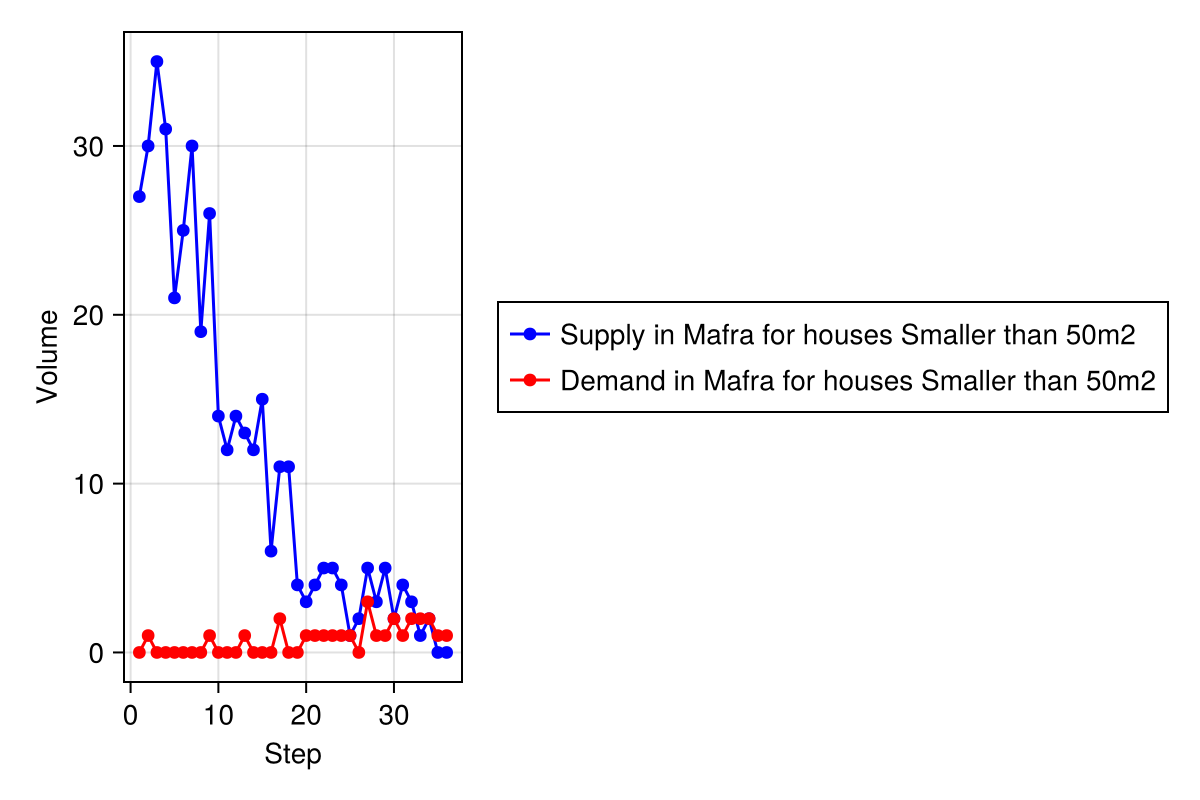 Volume
30
20
10
0
0 10 20 30
Step
Supply in Mafra for houses Smaller than 50m2
Demand in Mafra for houses Smaller than 50m2